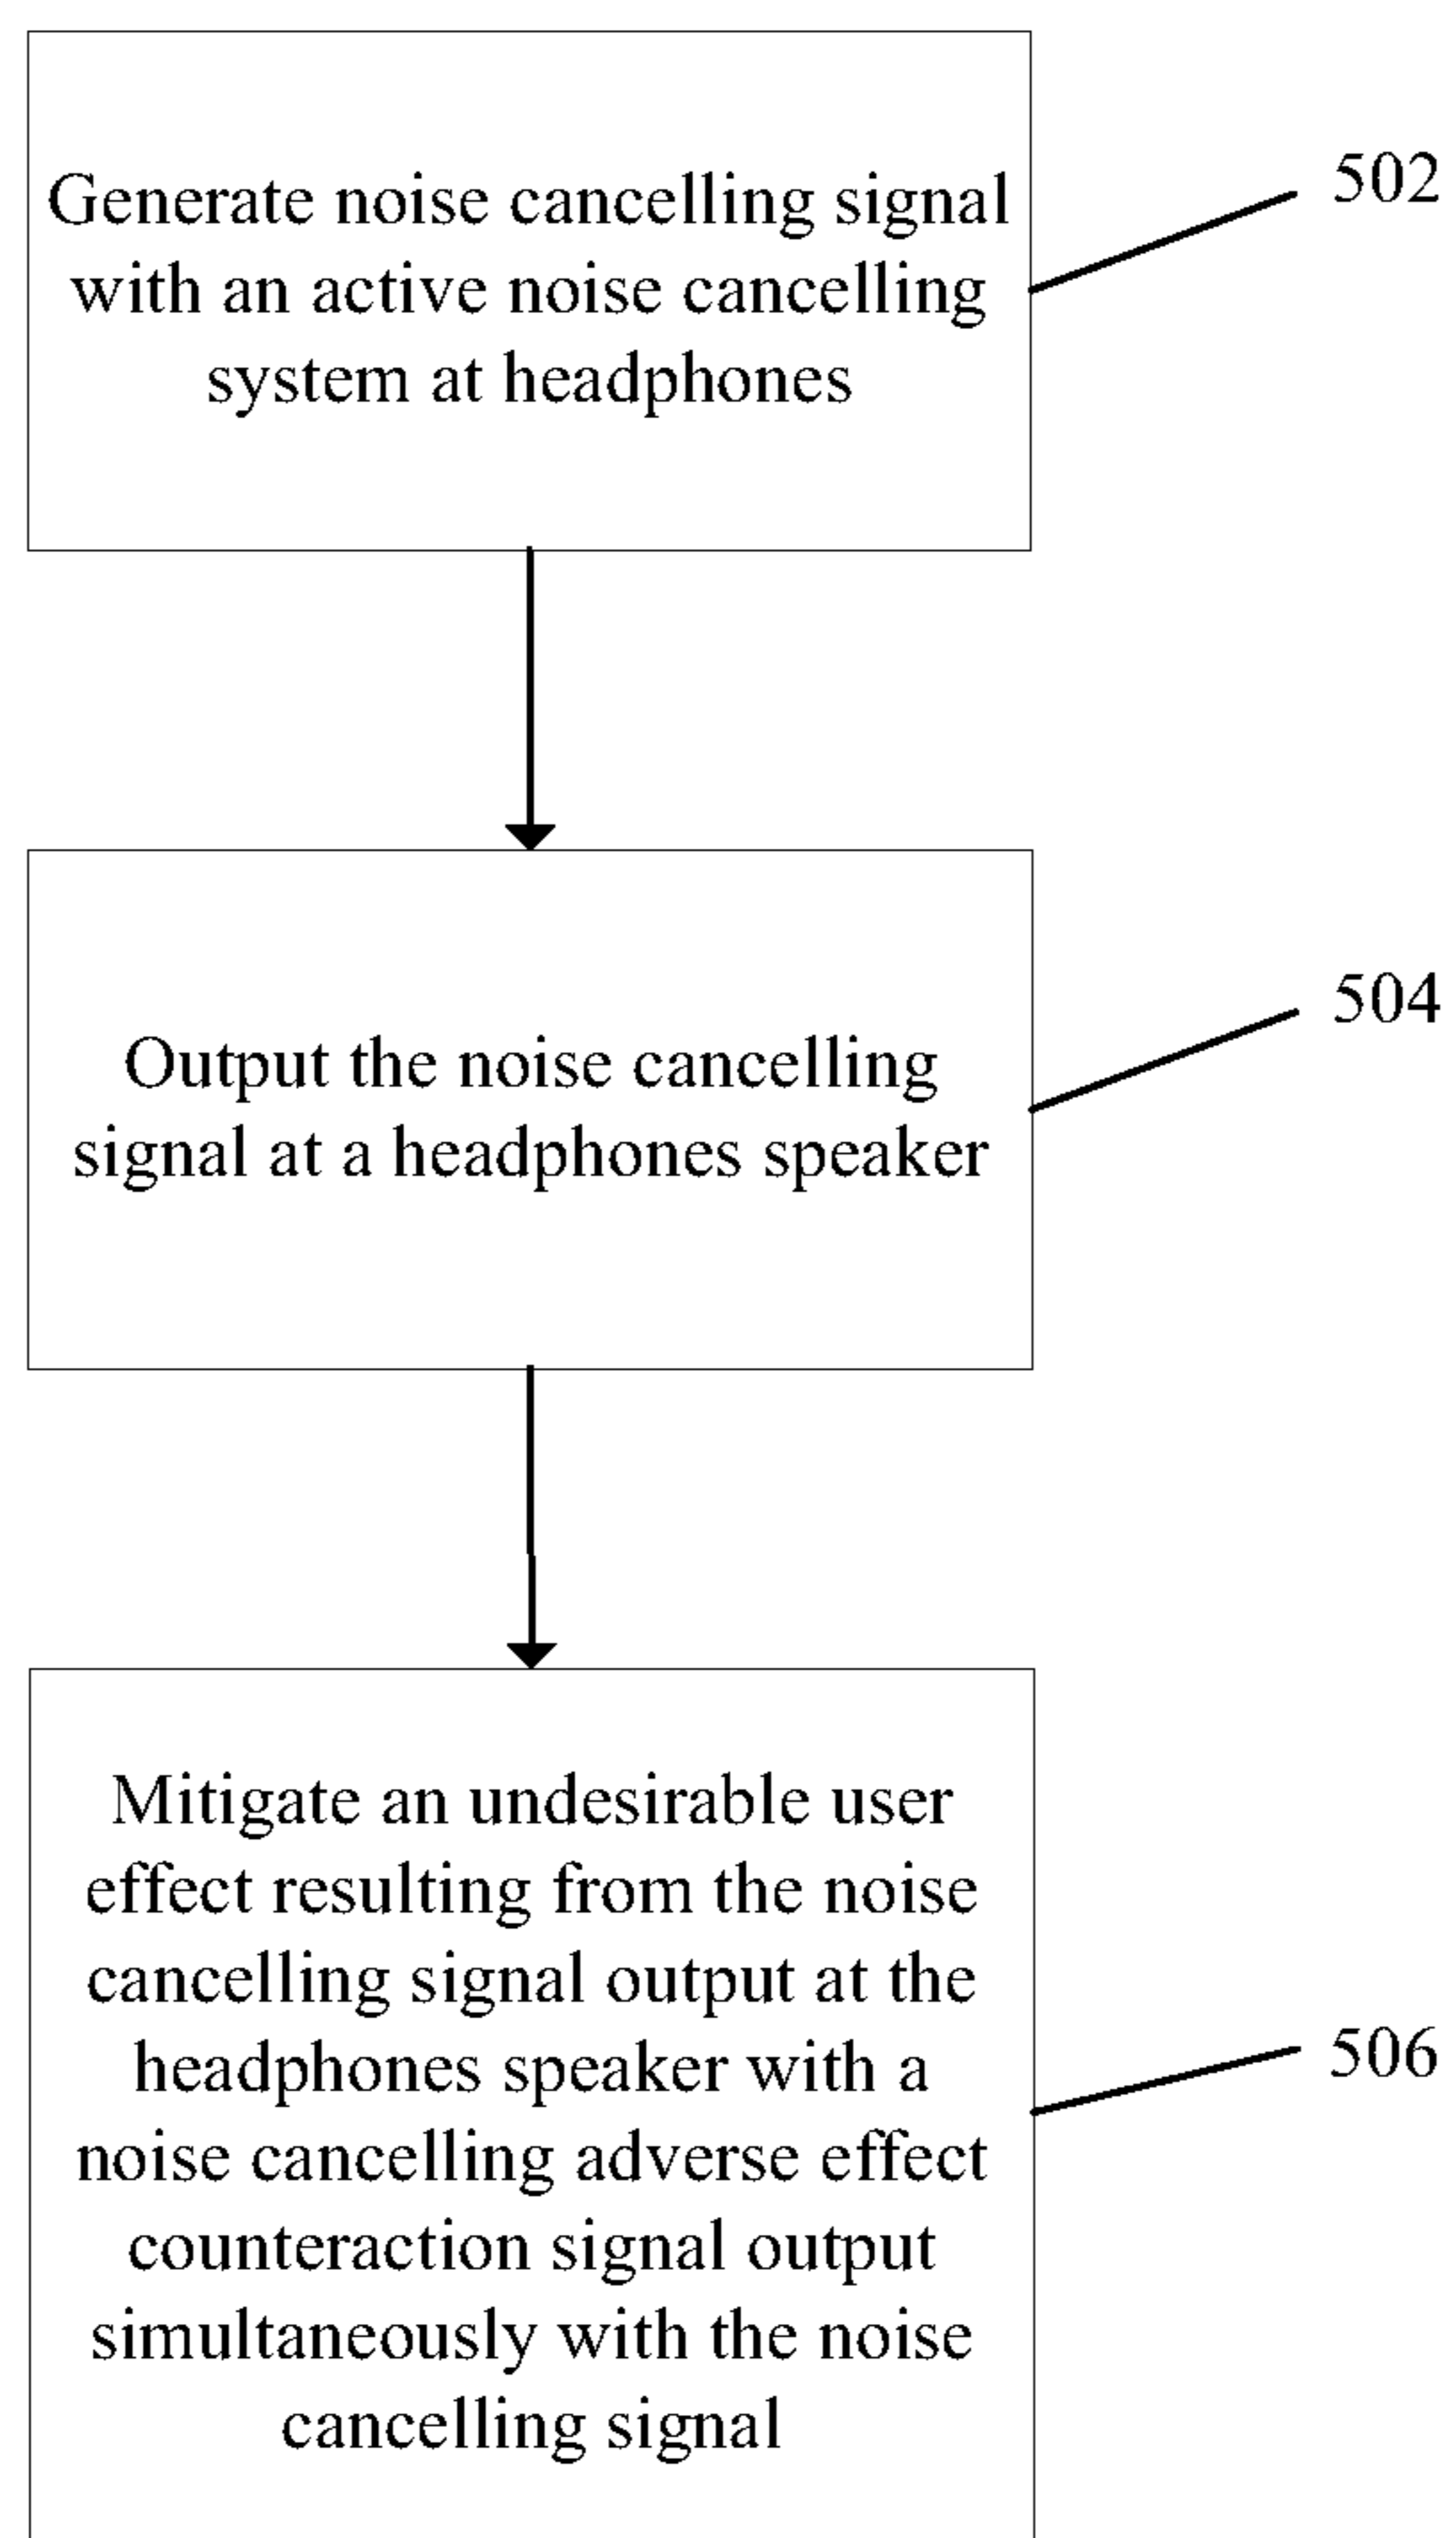 Generate noise cancelling signal
with an active noise cancelling
system at headphones
502
Output the noise cancelling
signal at a headphones speaker
504
Mitigate an undesirable user
effect resulting from the noise
cancelling signal output at the
headphones speaker with a
noise cancelling adverse effect
counteraction signal output
simultaneously with the noise
cancelling signal
506